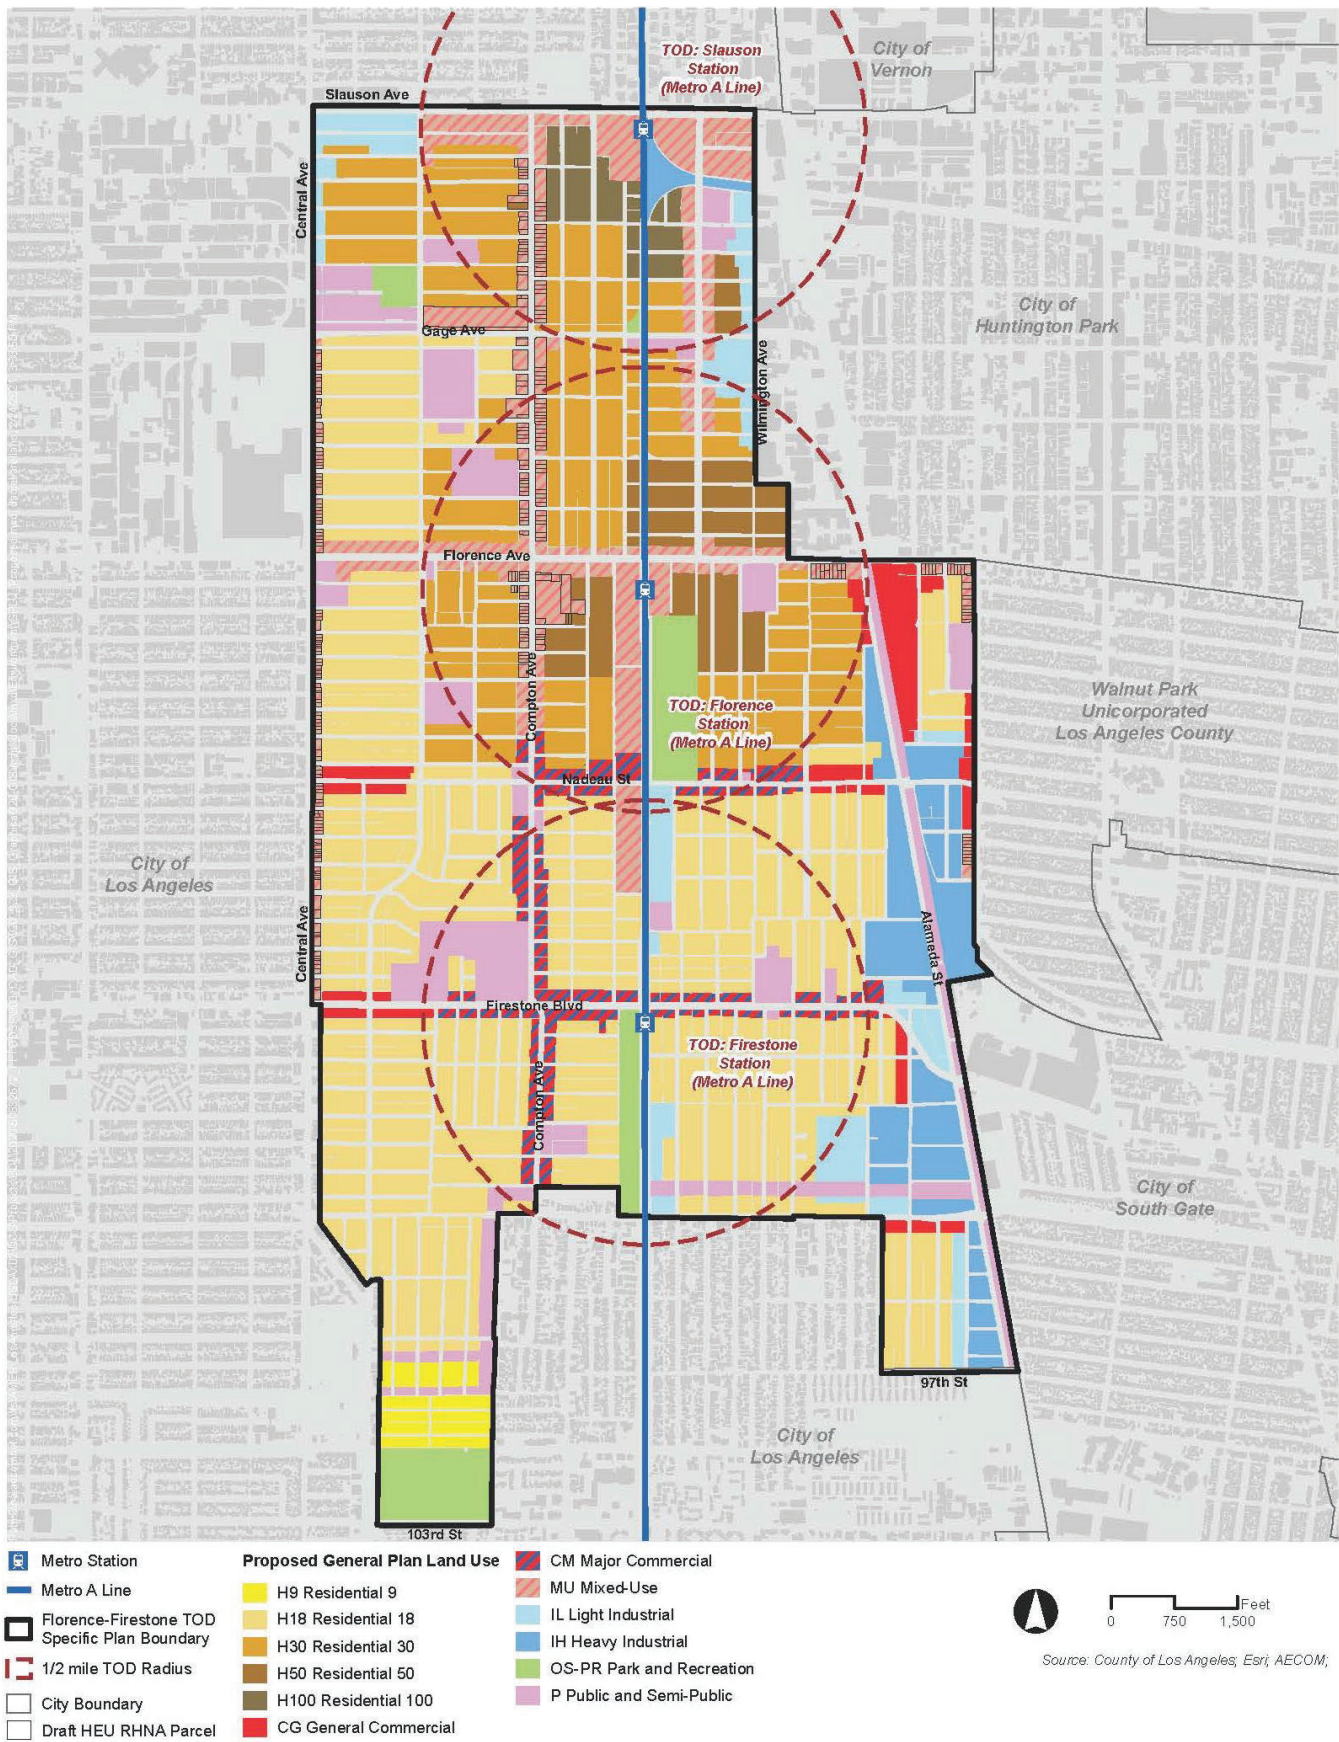 TOD: Slauson
Station
(Metro A Line)
City of
Vernon
Slauson Ave
Central Ave
City of
Huntington Park
Gage Ave
Wilmington Ave
Florence Ave
Compton Ave
TOD: Florence
Station
(Metro A Line)
Walnut Park
Unicorporated
Los Angeles County
Nadeau St
City of
Los Angeles
Central Ave
Alameda St
Firestone Blvd
TOD: Firestone
Station
(Metro A Line)
Compton Ave
City of
South Gate
97th St
City of
Los Angeles
103rd St
Metro Station
Metro A Line
Florence-Firestone TOD
Specific Plan Boundary
1/2 mile TOD Radius
City Boundary
Draft HEU RHNA Parcel
Proposed General Plan Land Use
H9 Residential 9
H18 Residential 18
H30 Residential 30
H50 Residential 50
H100 Residential 100
CG General Commercial
CM Major Commercial
MU Mixed-Use
IL Light Industrial
IH Heavy Industrial
OS-PR Park and Recreation
P Public and Semi-Public
Feet
0 750 1,500
Source: County of Los Angeles; Esri; AECOM;